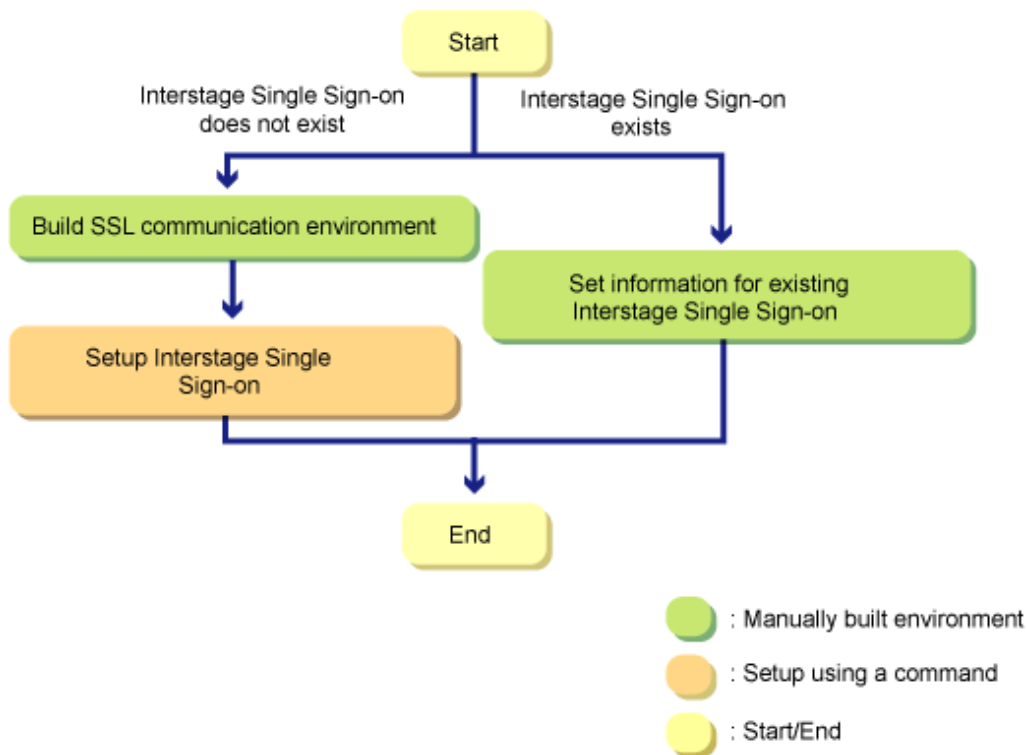 Start
Interstage Single Sign-on
does not exist
Interstage Single Sign-on
exists
Build SSL communication environment
Set information for existing
Interstage Single Sign-on
Setup Interstage Single
Sign-on
End
: Manually built environment
: Setup using a command
: Start/End